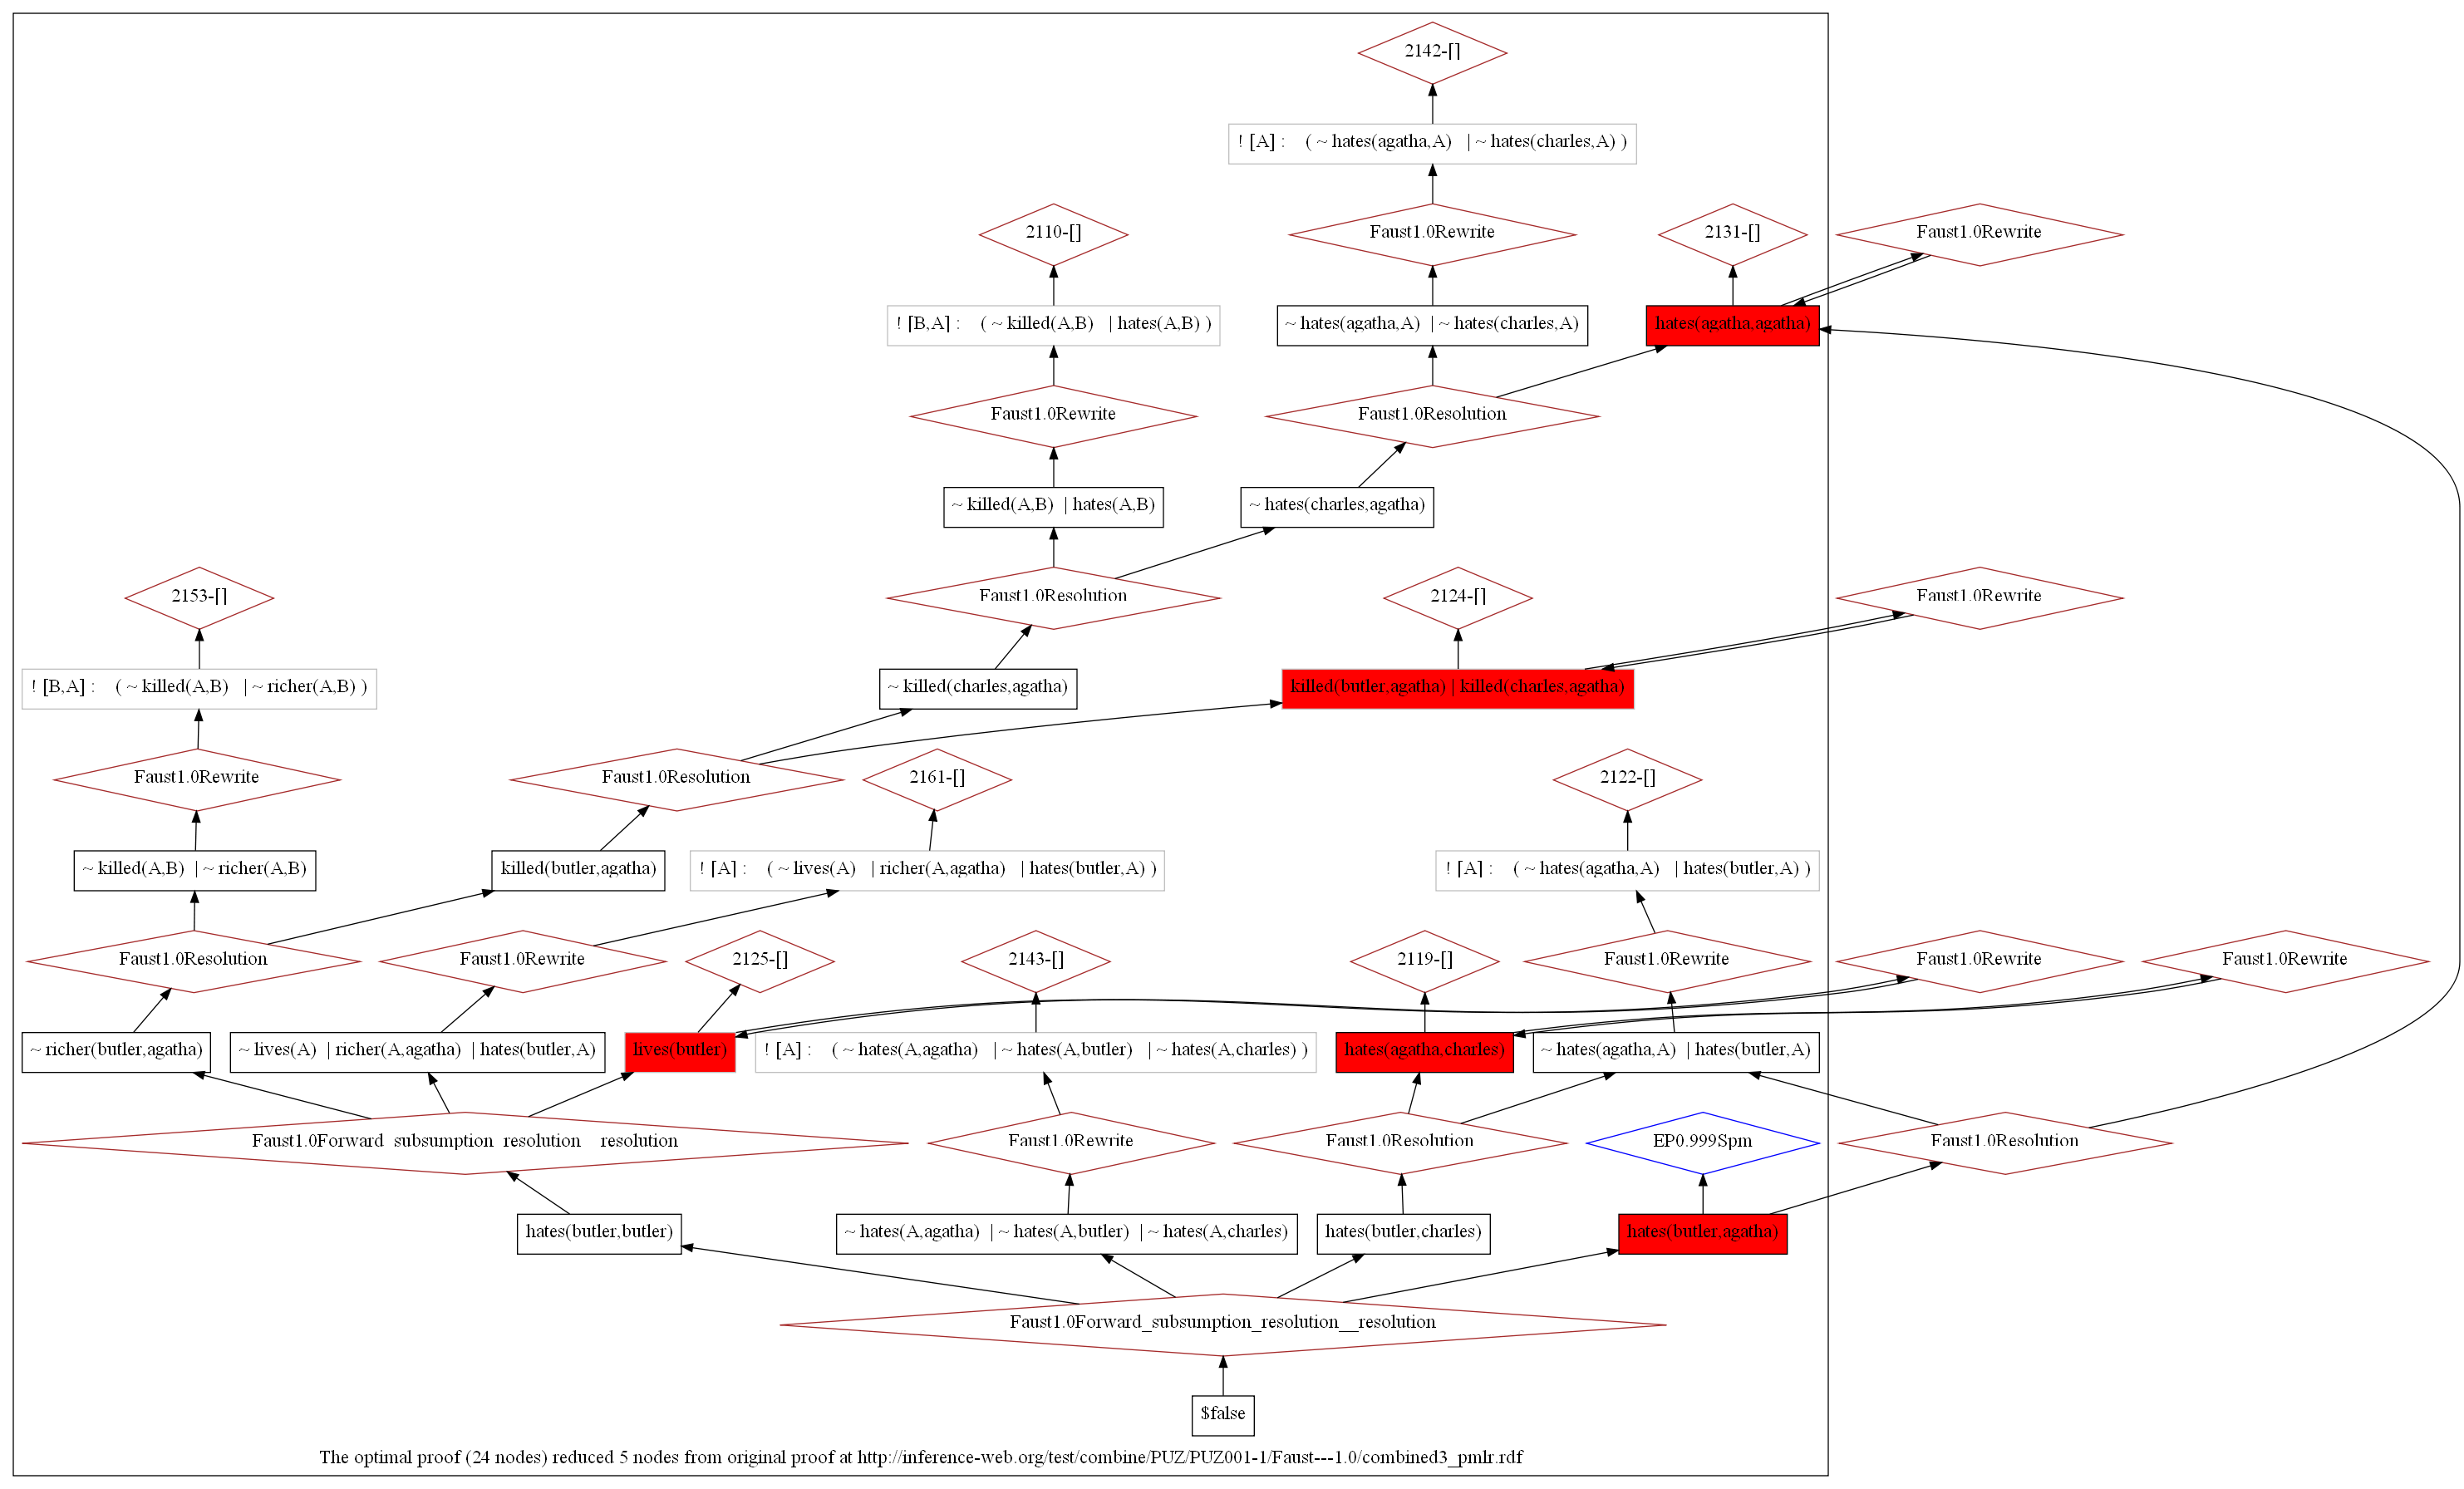 2142-[]
! [A] : ( ~ hates(agatha,A) | ~ hates(charles,A) )
2110-[]
Faust1.0Rewrite
2131-[]
Faust1.0Rewrite
! [B,A] : ( ~ killed(A,B) | hates(A,B) )
~ hates(agatha,A) | ~ hates(charles,A)
hates(agatha,agatha)
Faust1.0Rewrite
Faust1.0Resolution
~ killed(A,B) | hates(A,B)
~ hates(charles,agatha)
2153-[]
Faust1.0Resolution
2124-[]
Faust1.0Rewrite
! [B,A] : ( ~ killed(A,B) | ~ richer(A,B) )
~ killed(charles,agatha)
killed(butler,agatha) | killed(charles,agatha)
Faust1.0Rewrite
Faust1.0Resolution
2161-[]
2122-[]
~ killed(A,B) | ~ richer(A,B)
killed(butler,agatha)
! [A] : ( ~ lives(A) | richer(A,agatha) | hates(butler,A) )
! [A] : ( ~ hates(agatha,A) | hates(butler,A) )
Faust1.0Resolution
Faust1.0Rewrite
2125-[]
2143-[]
2119-[]
Faust1.0Rewrite
Faust1.0Rewrite
Faust1.0Rewrite
~ richer(butler,agatha)
~ lives(A) | richer(A,agatha) | hates(butler,A)
lives(butler)
! [A] : ( ~ hates(A,agatha) | ~ hates(A,butler) | ~ hates(A,charles) )
hates(agatha,charles)
~ hates(agatha,A) | hates(butler,A)
Faust1.0Forward_subsumption_resolution__resolution
Faust1.0Rewrite
Faust1.0Resolution
EP0.999Spm
Faust1.0Resolution
hates(butler,butler)
~ hates(A,agatha) | ~ hates(A,butler) | ~ hates(A,charles)
hates(butler,charles)
hates(butler,agatha)
Faust1.0Forward_subsumption_resolution__resolution
$false
The optimal proof (24 nodes) reduced 5 nodes from original proof at http://inference-web.org/test/combine/PUZ/PUZ001-1/Faust---1.0/combined3_pmlr.rdf